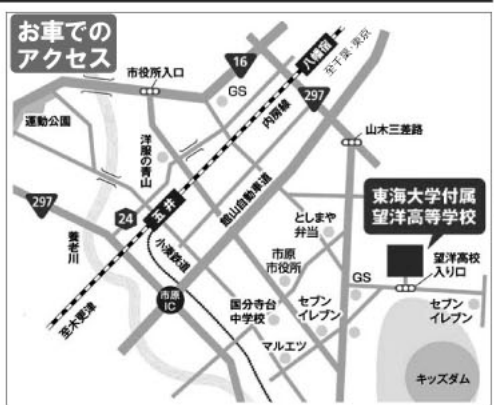 お車での
アクセス
16
八幡宿
至千葉・東京
市役所入口
GS
297
内房線
山木三差路
運動公園
洋服の青山
館山自動車道
東海大学付属
望洋高等学校
297
24
五井
としまや
弁当
養老川
小湊鉄道
市原
市役所
望洋高校
入り口
GS
市原
IC
国分寺台
中学校
セブン
イレブン
セブン
イレブン
至木更津
マルエツ
キッズダム